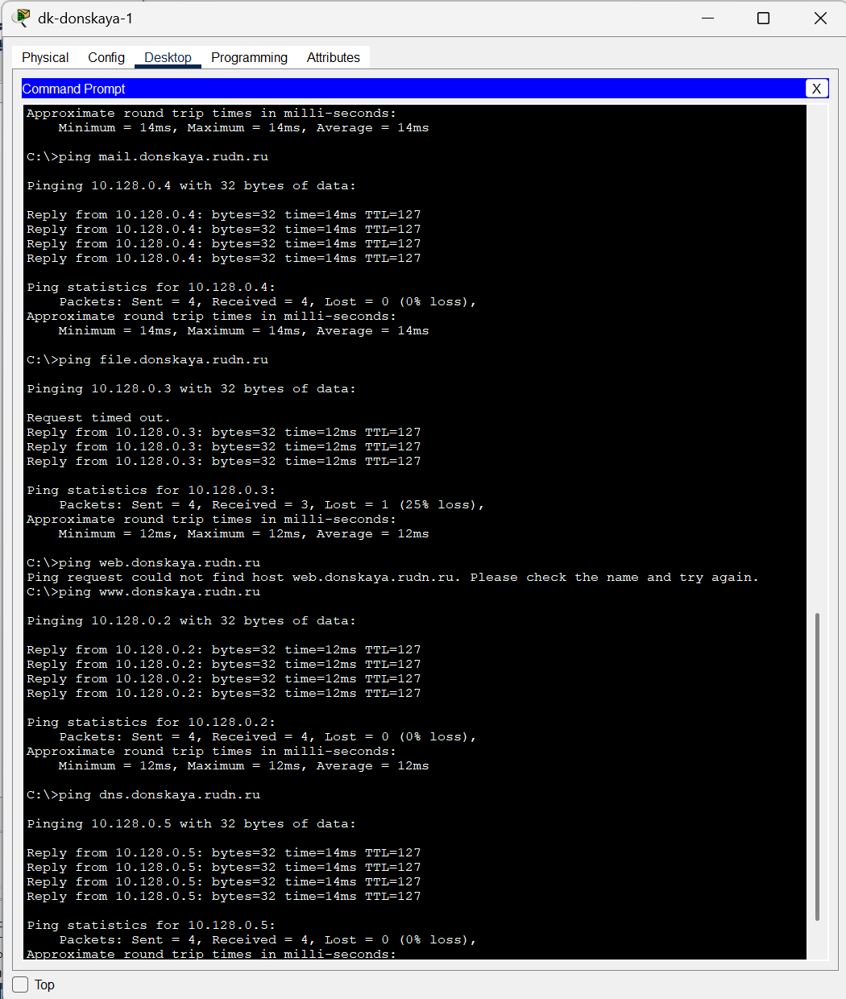 dk-donskaya-1
Physical Config Desktop Programming Attributes
Command Prompt X
Approximate round trip times in milli-seconds:
    Minimum = 14ms, Maximum = 14ms, Average = 14ms
C:\>ping mail.donskaya.rudn.ru
Pinging 10.128.0.4 with 32 bytes of data:
Reply from 10.128.0.4: bytes=32 time=14ms TTL=127
Reply from 10.128.0.4: bytes=32 time=14ms TTL=127
Reply from 10.128.0.4: bytes=32 time=14ms TTL=127
Reply from 10.128.0.4: bytes=32 time=14ms TTL=127
Ping statistics for 10.128.0.4:
    Packets: Sent = 4, Received = 4, Lost = 0 (0% loss),
Approximate round trip times in milli-seconds:
    Minimum = 14ms, Maximum = 14ms, Average = 14ms
C:\>ping file.donskaya.rudn.ru
Pinging 10.128.0.3 with 32 bytes of data:
Request timed out.
Reply from 10.128.0.3: bytes=32 time=12ms TTL=127
Reply from 10.128.0.3: bytes=32 time=12ms TTL=127
Reply from 10.128.0.3: bytes=32 time=12ms TTL=127
Ping statistics for 10.128.0.3:
    Packets: Sent = 4, Received = 3, Lost = 1 (25% loss),
Approximate round trip times in milli-seconds:
    Minimum = 12ms, Maximum = 12ms, Average = 12ms
C:\>ping web.donskaya.rudn.ru
Ping request could not find host web.donskaya.rudn.ru. Please check the name and try again.
C:\>ping www.donskaya.rudn.ru
Pinging 10.128.0.2 with 32 bytes of data:
Reply from 10.128.0.2: bytes=32 time=12ms TTL=127
Reply from 10.128.0.2: bytes=32 time=12ms TTL=127
Reply from 10.128.0.2: bytes=32 time=12ms TTL=127
Reply from 10.128.0.2: bytes=32 time=12ms TTL=127
Ping statistics for 10.128.0.2:
    Packets: Sent = 4, Received = 4, Lost = 0 (0% loss),
Approximate round trip times in milli-seconds:
    Minimum = 12ms, Maximum = 12ms, Average = 12ms
C:\>ping dns.donskaya.rudn.ru
Pinging 10.128.0.5 with 32 bytes of data:
Reply from 10.128.0.5: bytes=32 time=14ms TTL=127
Reply from 10.128.0.5: bytes=32 time=14ms TTL=127
Reply from 10.128.0.5: bytes=32 time=14ms TTL=127
Reply from 10.128.0.5: bytes=32 time=14ms TTL=127
Ping statistics for 10.128.0.5:
    Packets: Sent = 4, Received = 4, Lost = 0 (0% loss),
Approximate round trip times in milli-seconds:
Top